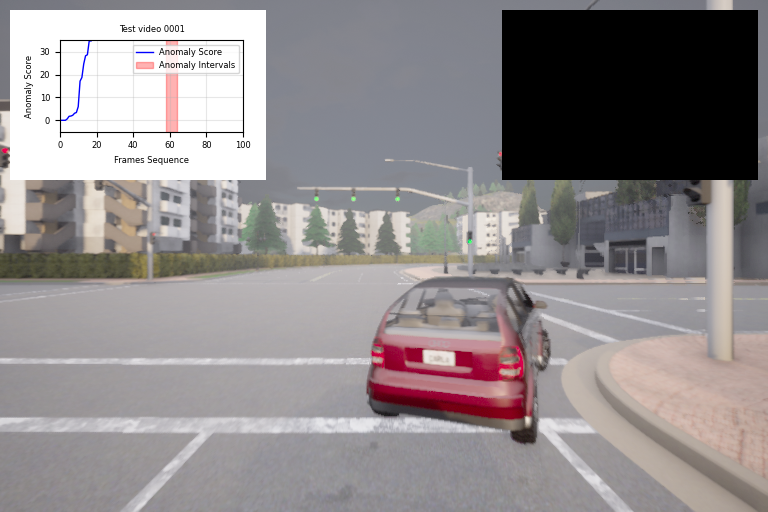 Test video 0001
Anomaly Score
30
20
10
0
Anomaly Score
Anomaly Intervals
0 20 40 60 80 100
Frames Sequence